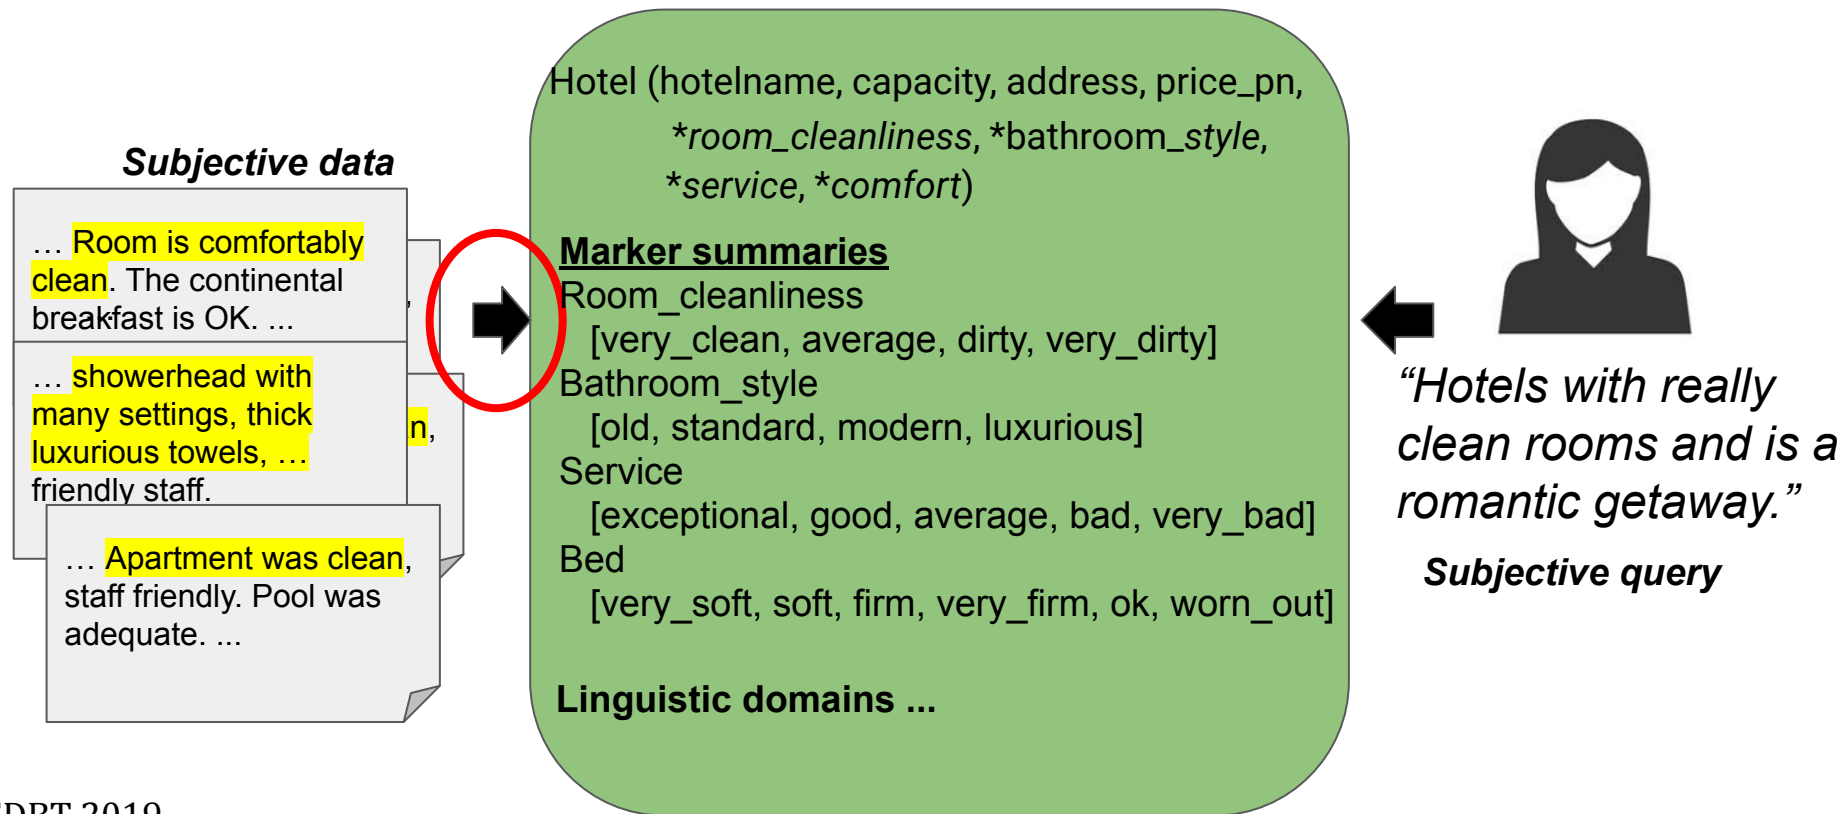 Subjective data
… Room is comfortably
clean. The continental
breakfast is OK. ...
,
… showerhead with
many settings, thick
luxurious towels, …
friendly staff.
n,
… Apartment was clean,
staff friendly. Pool was
adequate. ...
Hotel (hotelname, capacity, address, price_pn,
*room_cleanliness, *bathroom_style,
*service, *comfort)
Marker summaries
Room_cleanliness
[very_clean, average, dirty, very_dirty]
Bathroom_style
[old, standard, modern, luxurious]
Service
[exceptional, good, average, bad, very_bad]
Bed
[very_soft, soft, firm, very_firm, ok, worn_out]
Linguistic domains ...
“Hotels with really
clean rooms and is a
romantic getaway.”
Subjective query
2019